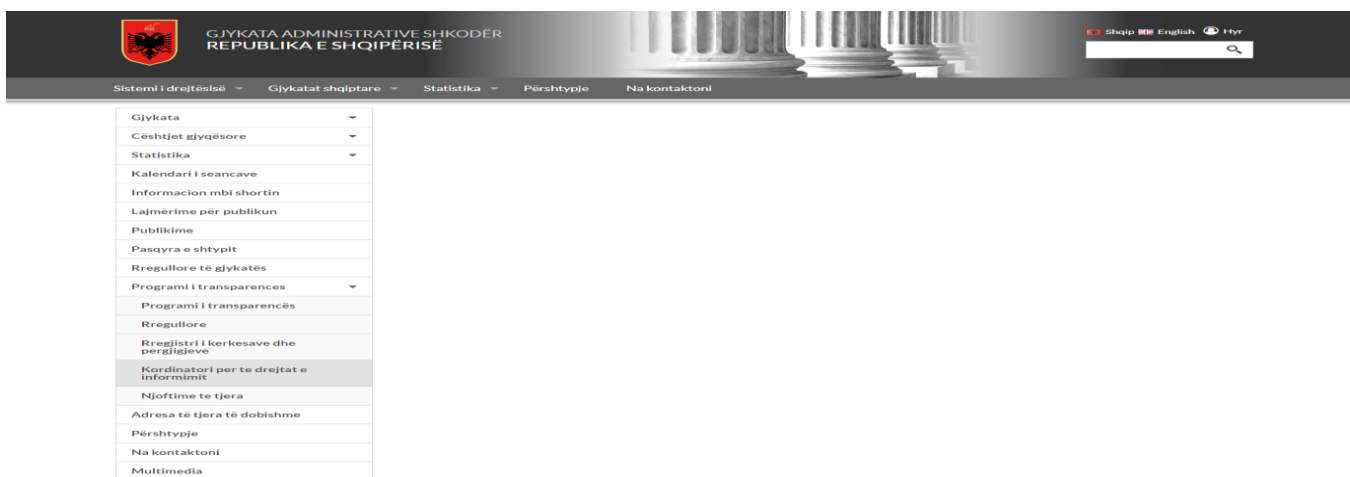 GJYKATA ADMINISTRATIVE SHKODËR
REPUBLIKA E SHQIPËRISË
Shqip English Hyr
Sistemi i drejtësisë Gjykatat shqiptare Statistika Përshtypje Na kontaktoni
Gjykata
Cështjet gjyqësore
Statistika
Kalendari i seancave
Informacion mbi shortin
Lajmërime për publikun
Publikime
Pasqyra e shtypit
Rregullore të gjykatës
Programi i transparences
Programi i transparencës
Rregullore
Rregjistri i kerkesave dhe
pergjigjeve
Kordinatori per te drejtat e
informimit
Njoftime te tjera
Adresa të tjera të dobishme
Përshtypje
Na kontaktoni
Multimedia